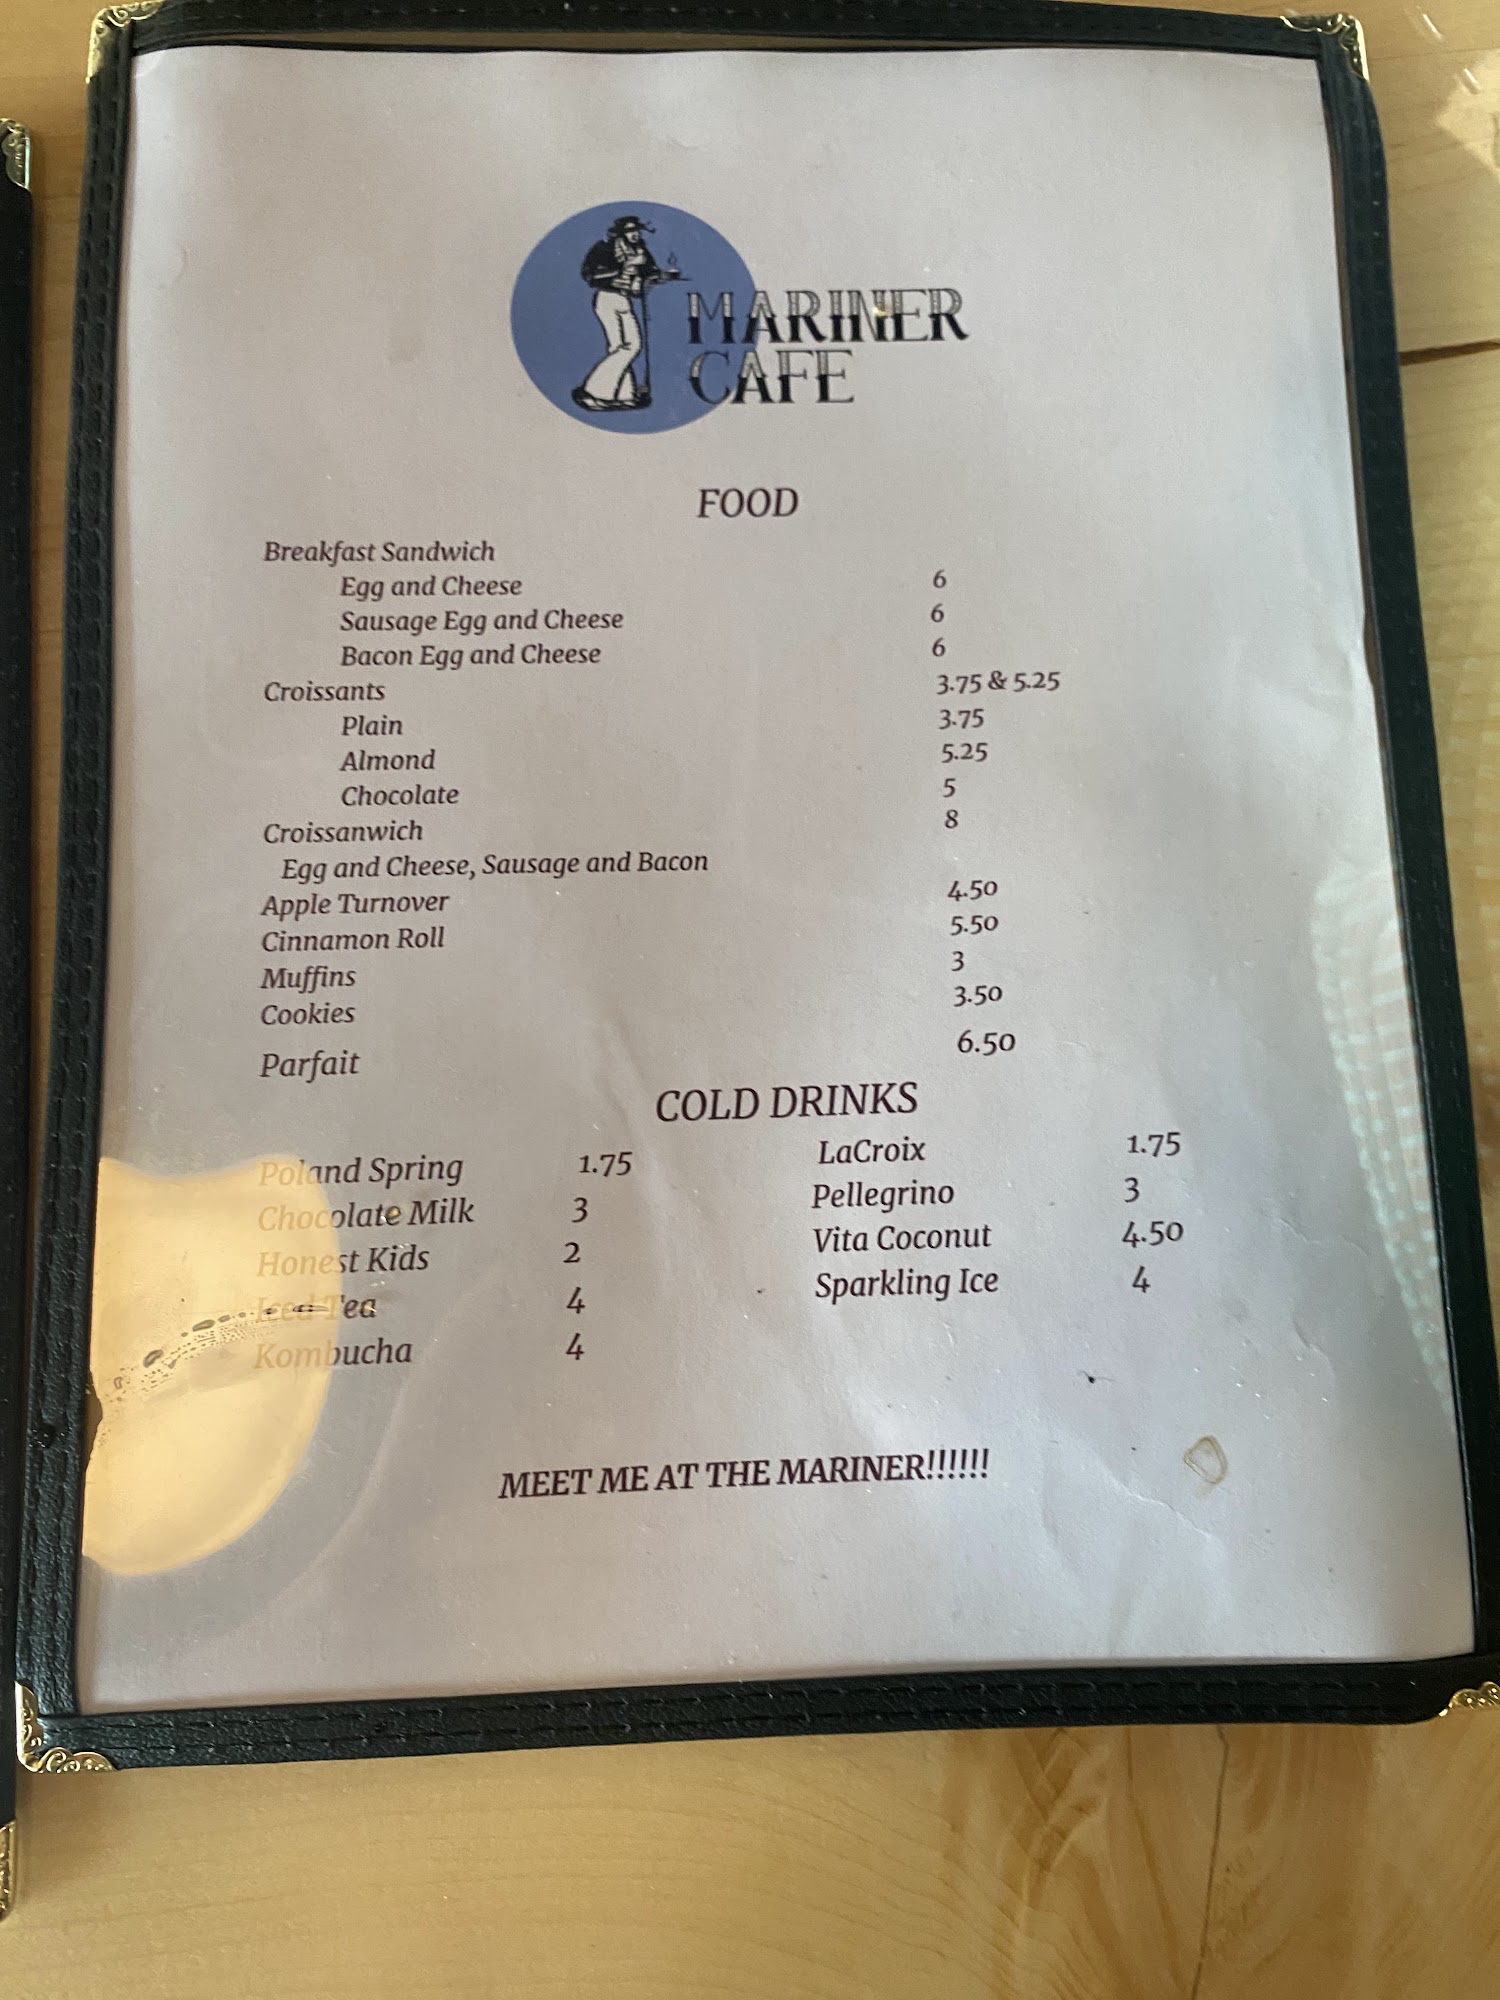 MARINER
CAFE
FOOD
Breakfast Sandwich
Egg and Cheese 6
Sausage Egg and Cheese 6
Bacon Egg and Cheese 6
Croissants 3.75 & 5.25
Plain 3.75
Almond 5.25
Chocolate 5
Croissanwich 8
Egg and Cheese, Sausage and Bacon
Apple Turnover 4.50
Cinnamon Roll 5.50
Muffins 3
Cookies 3.50
Parfait 6.50
COLD DRINKS
Poland Spring 1.75
Chocolate Milk 3
Honest Kids 2
Iced Tea 4
Kombucha 4
LaCroix 1.75
Pellegrino 3
Vita Coconut 4.50
Sparkling Ice 4
MEET ME AT THE MARINER!!!!!!